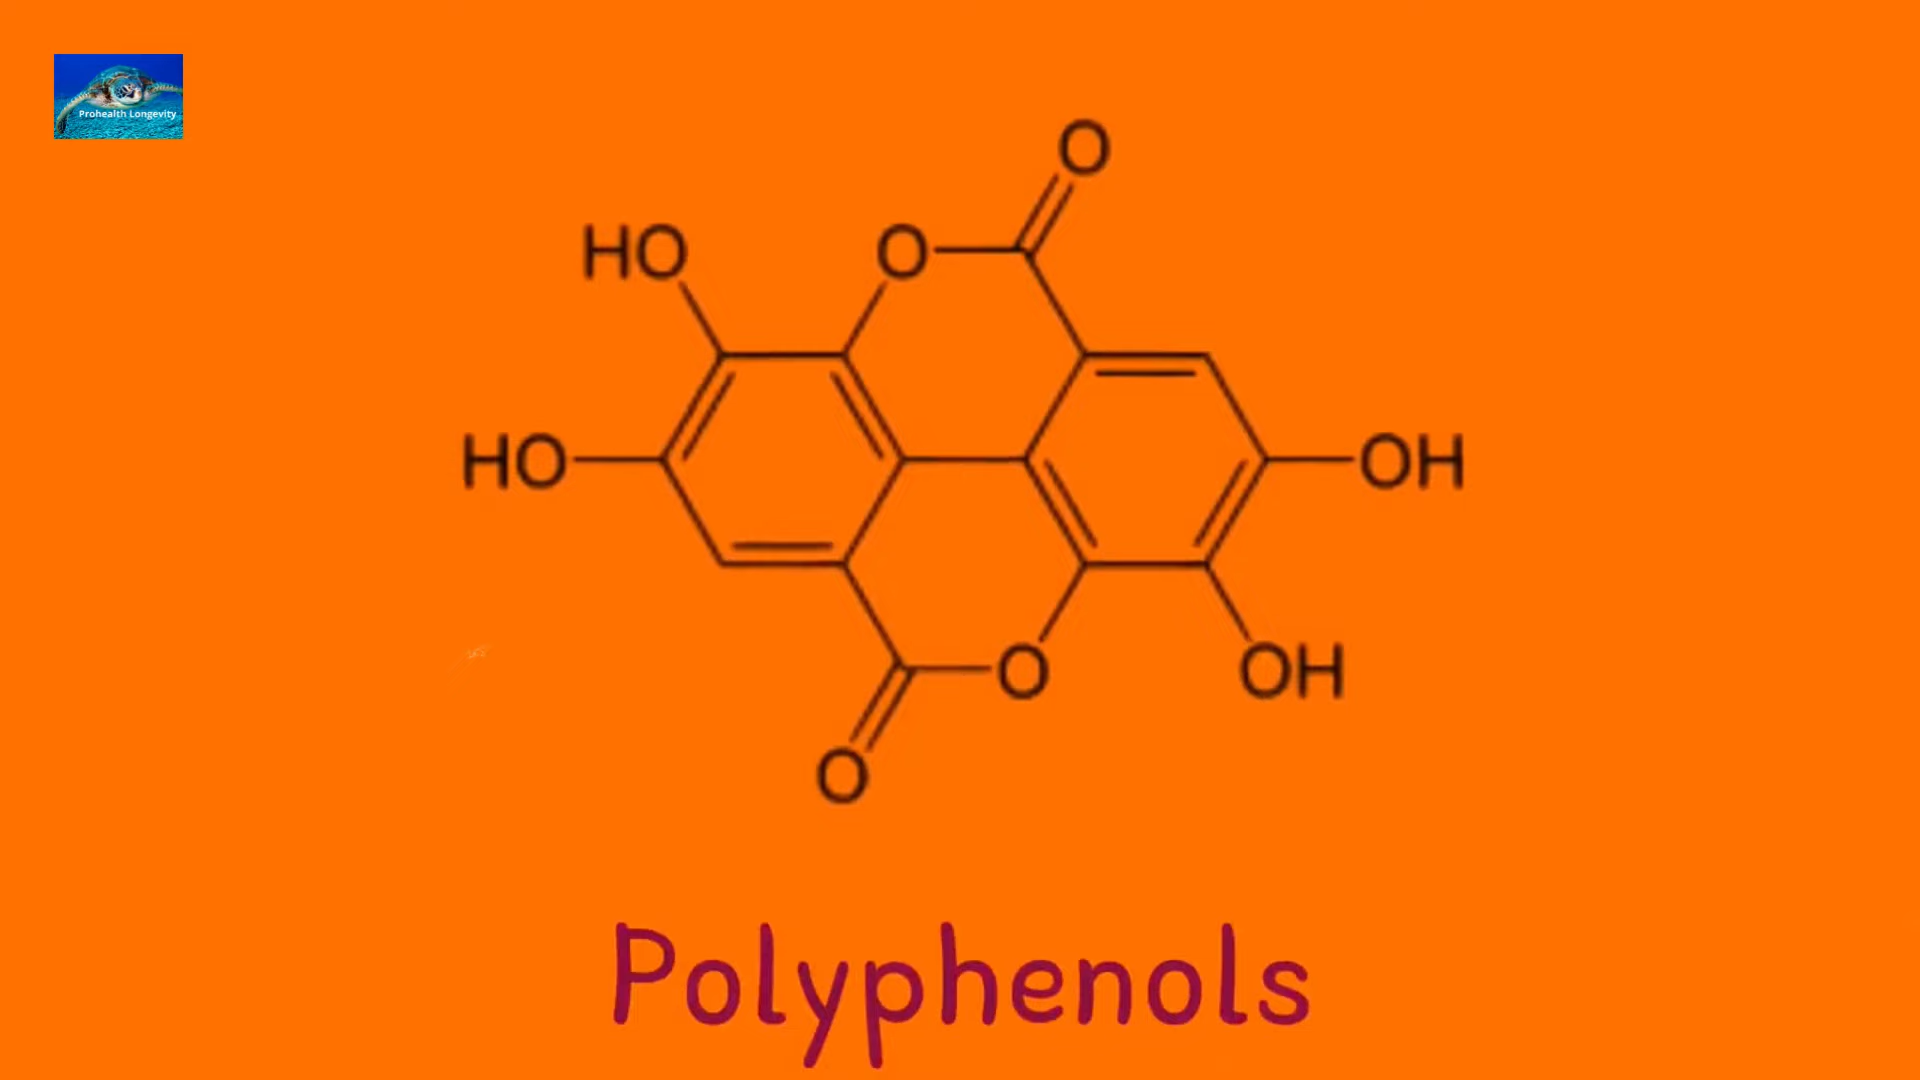 Prohealth Longevity
O
HO
O
HO
OH
O
OH
O
Polyphenols